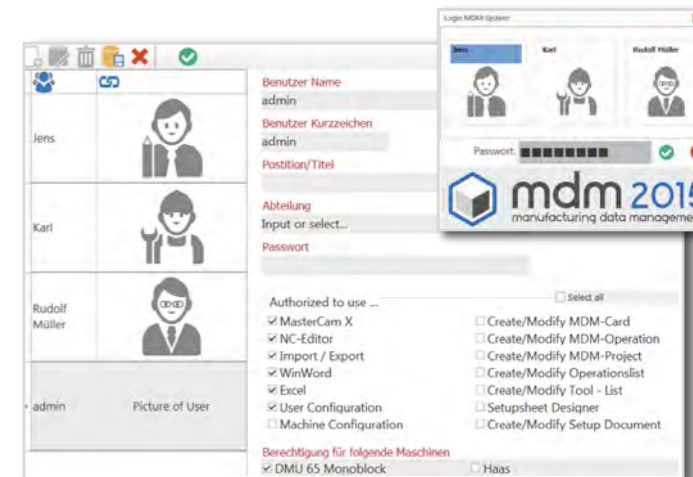 Login MDM-System
Jens
Karl
Rudolf Müller
Passwort:
mdm 2015
manufacturing data manageme
Jens
Karl
Rudolf
Müller
admin
Picture of User
Benutzer Name
admin
Benutzer Kurzzeichen
admin
Postition/Titel
Abteilung
Input or select...
Passwort
Authorized to use ...
Select all
MasterCam X
Create/Modify MDM-Card
NC-Editor
Create/Modify MDM-Operation
Import / Export
Create/Modify MDM-Project
WinWord
Create/Modify Operationslist
Excel
Create/Modify Tool - List
User Configuration
Setupsheet Designer
Machine Configuration
Create/Modify Setup Document
Berechtigung für folgende Maschinen
DMU 65 Monoblock
Haas